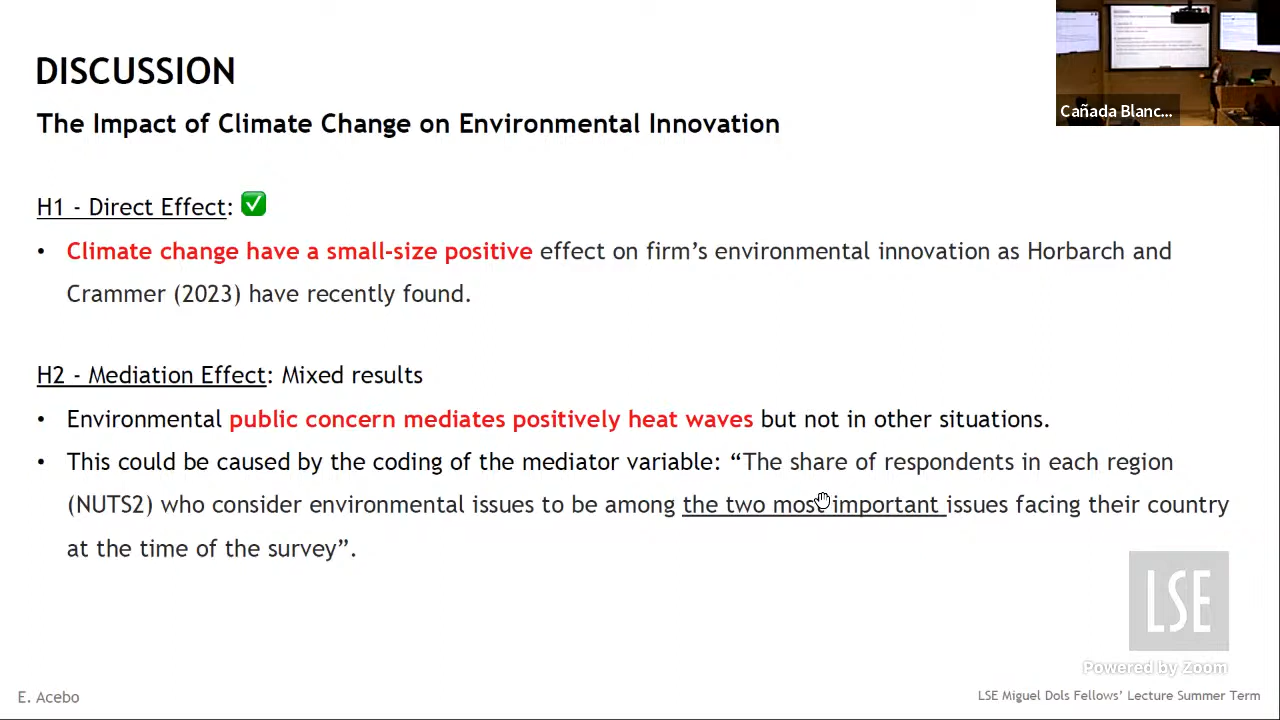 DISCUSSION
The Impact of Climate Change on Environmental Innovation
Cañada Blanc...
H1 - Direct Effect: ✅
• Climate change have a small-size positive effect on firm’s environmental innovation as Horbarch and
Crammer (2023) have recently found.
H2 - Mediation Effect: Mixed results
• Environmental public concern mediates positively heat waves but not in other situations.
• This could be caused by the coding of the mediator variable: “The share of respondents in each region
(NUTS2) who consider environmental issues to be among the two most important issues facing their country
at the time of the survey”.
LSE
Powered by Zoom
E. Acebo
LSE Miguel Dols Fellows’ Lecture Summer Term